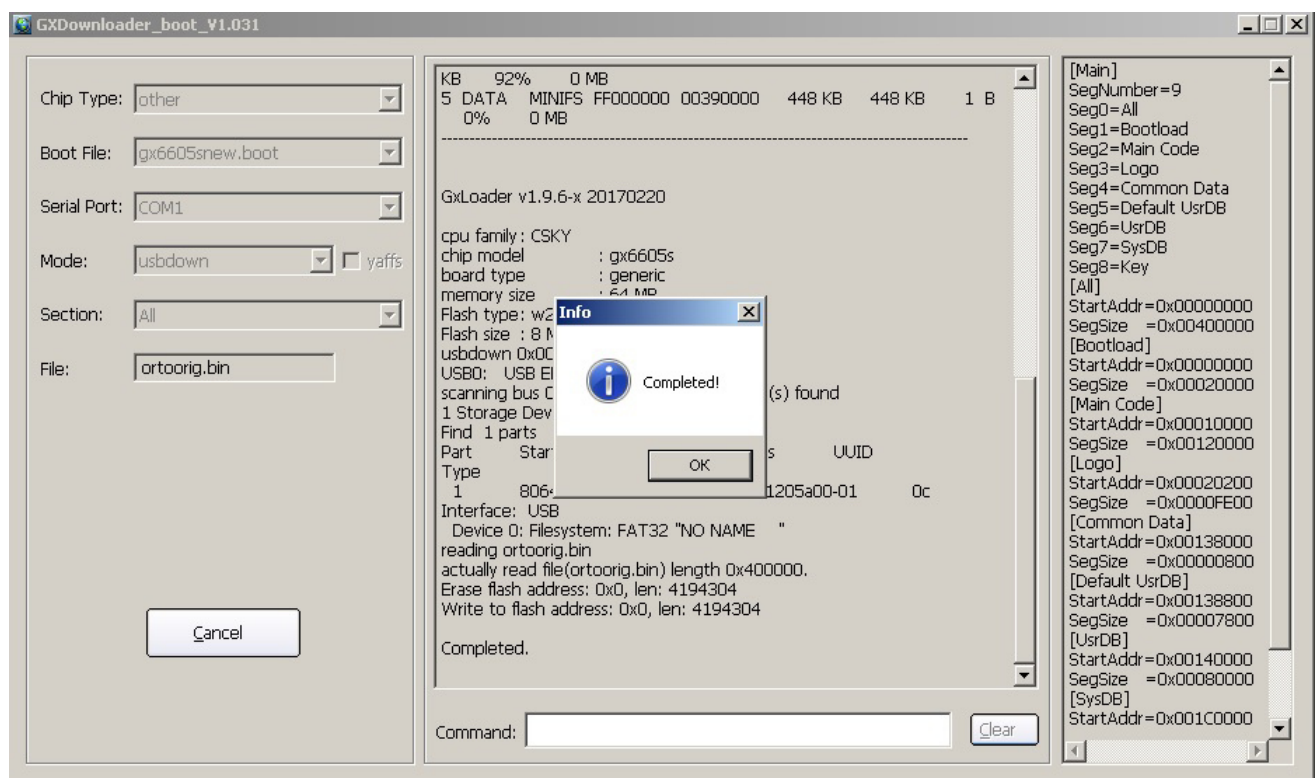 GXDownloader_boot_V1.031
Chip Type: other
Boot File: gx6605snew.boot
Serial Port: COM1
Mode: usbdown yaffs
Section: All
File: ortoorig.bin
Cancel
KB 92% 0 MB
5 DATA MINIFS FF000000 00390000 448 KB 448 KB 1 B
0% 0 MB
--------------------------------------------------------------------------------
GxLoader v1.9.6-x 20170220
cpu family : CSKY
chip model : gx6605s
board type : generic
memory size : 64 MB
Flash type : w2
Flash size : 8 M
usbdown 0x00
USB0: USB E
scanning bus (s) found
1 Storage Dev
Find 1 parts
Part Star s UUID
Type
1 806 1205a00-01 0c
Interface: USB
Device 0: Filesystem: FAT32 "NO NAME "
reading ortoorig.bin
actually read file(ortoorig.bin) length 0x400000.
Erase flash address: 0x0, len: 4194304
Write to flash address: 0x0, len: 4194304
Completed.
Command:
Clear
Info
Completed!
OK
[Main]
SegNumber=9
Seg0=All
Seg1=Bootload
Seg2=Main Code
Seg3=Logo
Seg4=Common Data
Seg5=Default UsrDB
Seg6=UsrDB
Seg7=SysDB
Seg8=Key
[All]
StartAddr=0x00000000
SegSize =0x00400000
[Bootload]
StartAddr=0x00000000
SegSize =0x00020000
[Main Code]
StartAddr=0x00010000
SegSize =0x00120000
[Logo]
StartAddr=0x00020200
SegSize =0x0000FE00
[Common Data]
StartAddr=0x00138000
SegSize =0x00000800
[Default UsrDB]
StartAddr=0x00138800
SegSize =0x00007800
[UsrDB]
StartAddr=0x00140000
SegSize =0x00080000
[SysDB]
StartAddr=0x001C0000